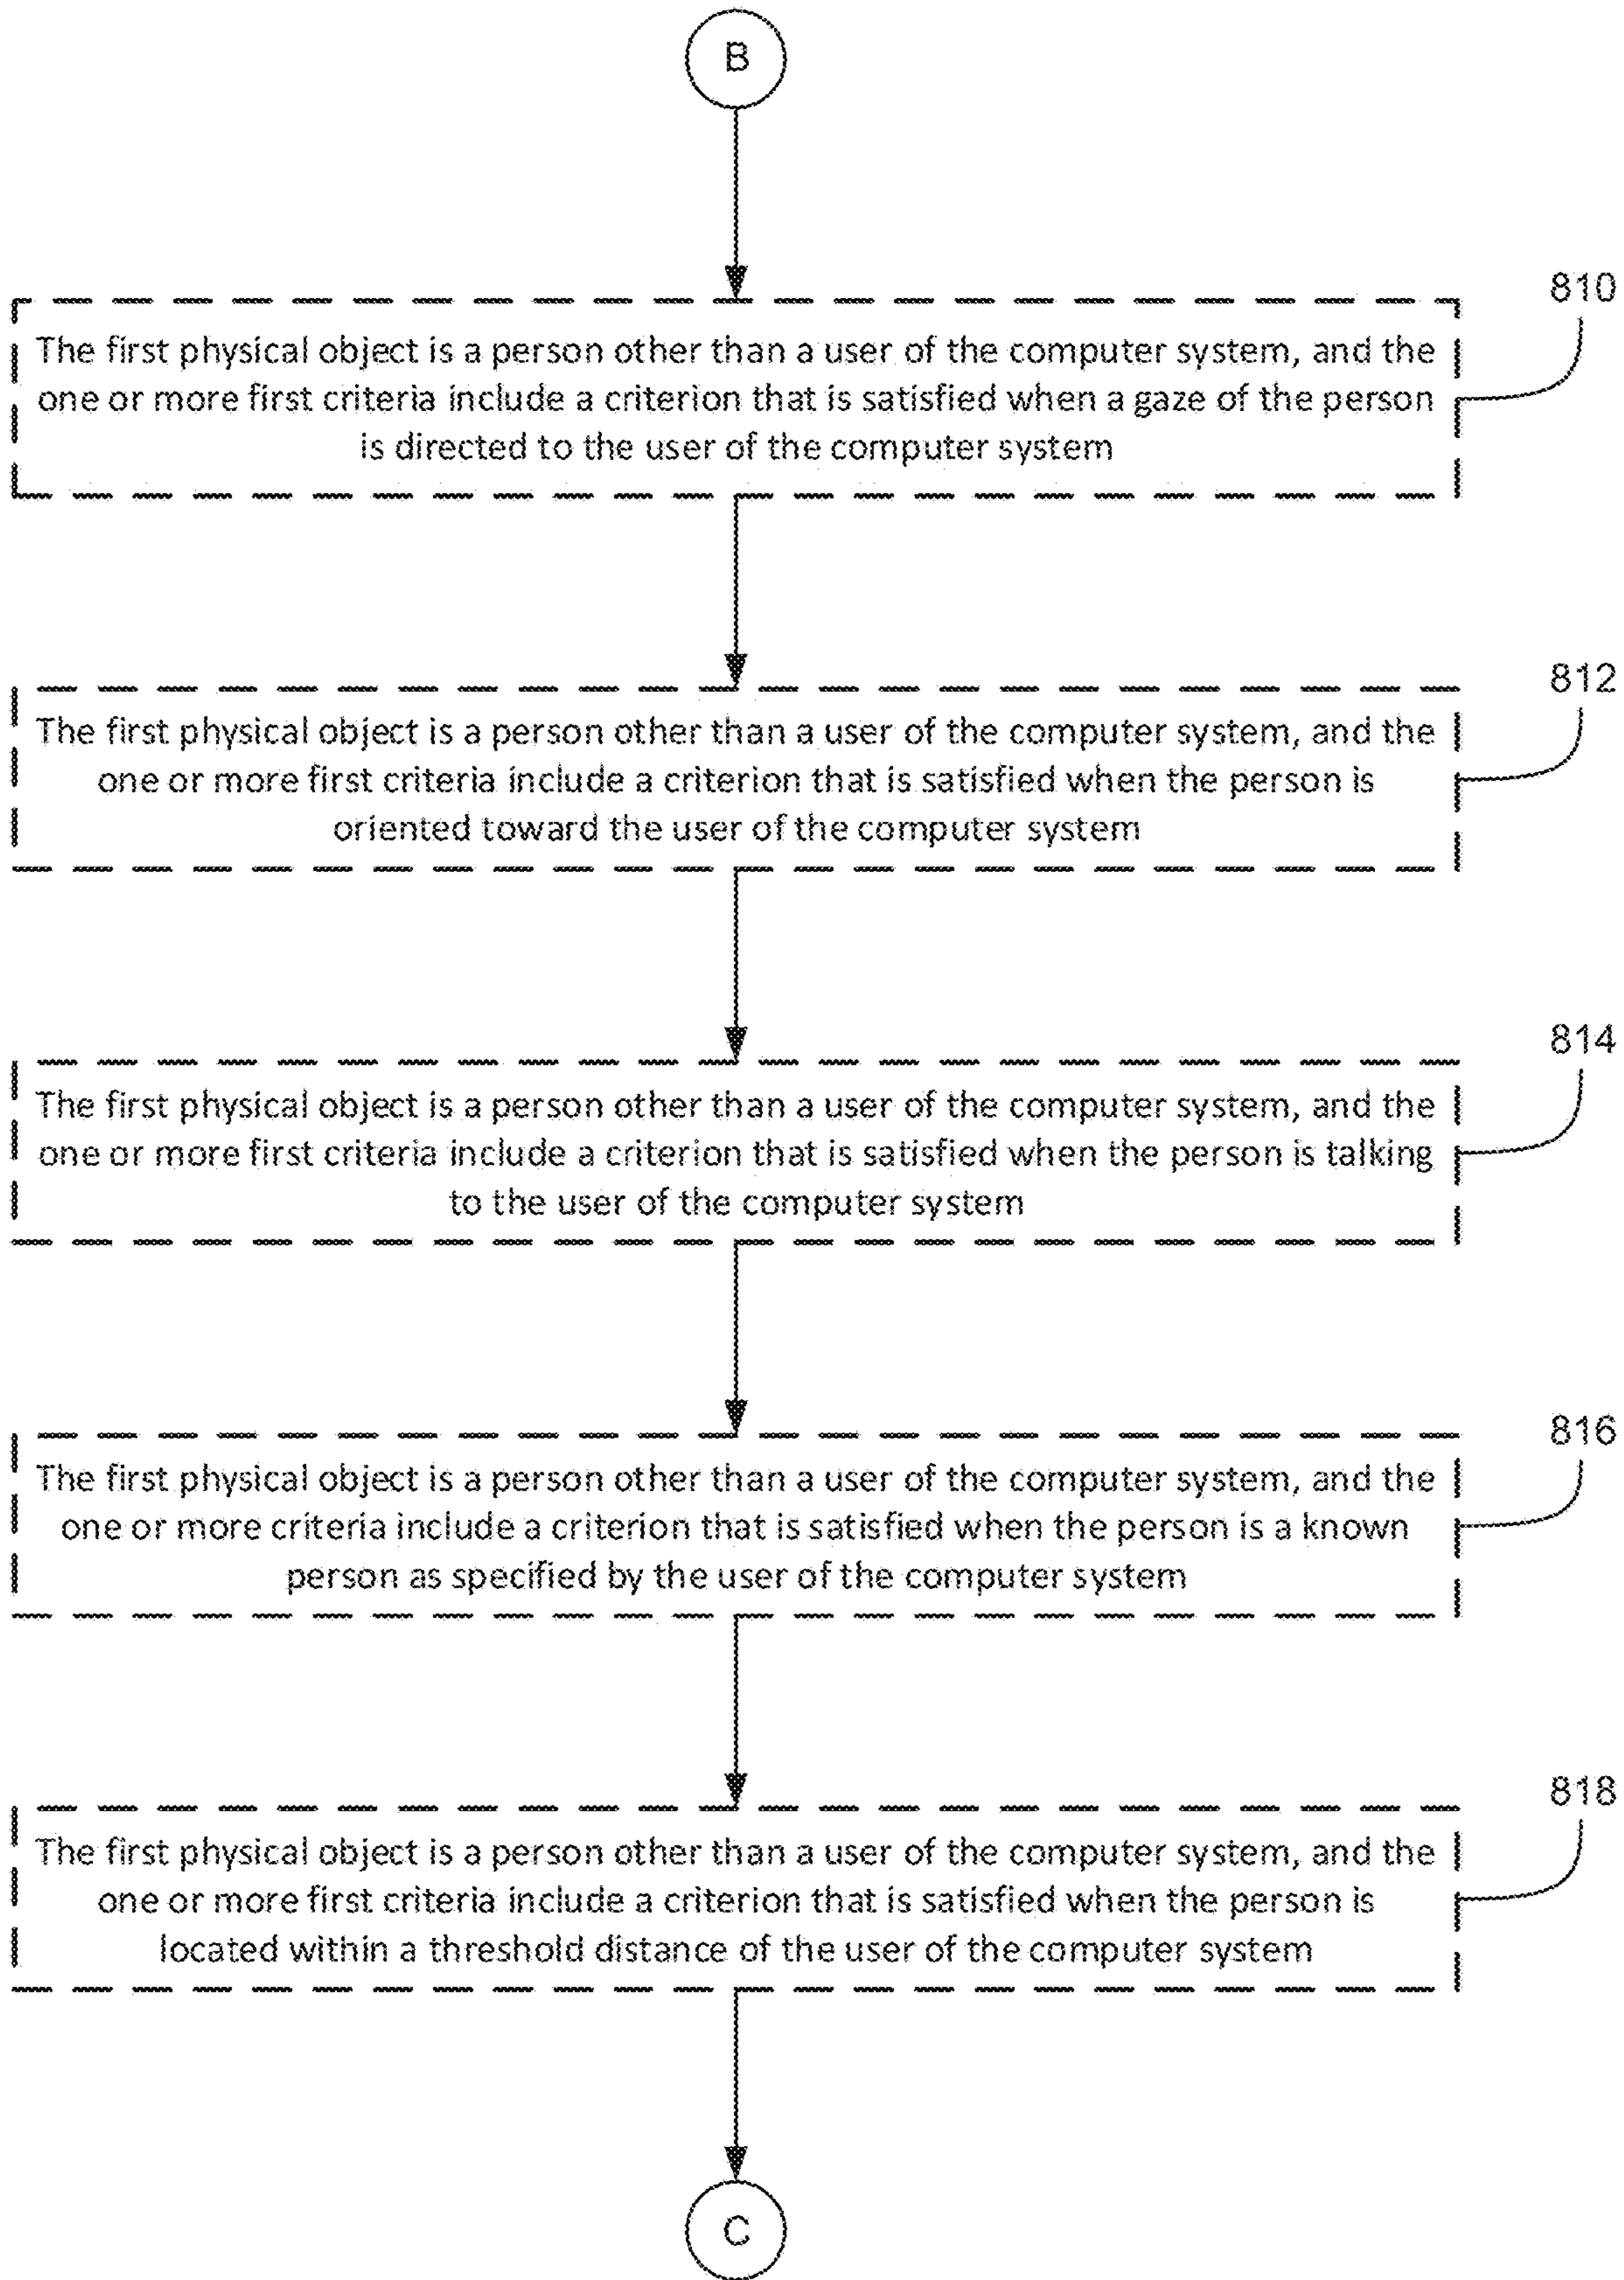 B
810
The first physical object is a person other than a user of the computer system, and the
one or more first criteria include a criterion that is satisfied when a gaze of the person
is directed to the user of the computer system
812
The first physical object is a person other than a user of the computer system, and the
one or more first criteria include a criterion that is satisfied when the person is
oriented toward the user of the computer system
814
The first physical object is a person other than a user of the computer system, and the
one or more first criteria include a criterion that is satisfied when the person is talking
to the user of the computer system
816
The first physical object is a person other than a user of the computer system, and the
one or more criteria include a criterion that is satisfied when the person is a known
person as specified by the user of the computer system
818
The first physical object is a person other than a user of the computer system, and the
one or more first criteria include a criterion that is satisfied when the person is
located within a threshold distance of the user of the computer system
C